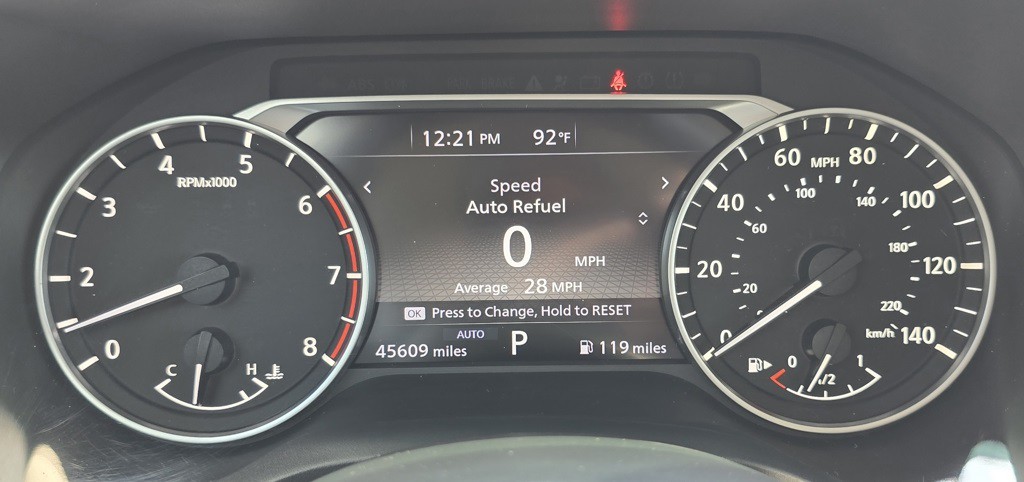 12:21 PM 92°F
Speed
Auto Refuel
0 MPH
Average 28 MPH
OK Press to Change, Hold to RESET
AUTO
45609 miles P 119 miles
RPMx1000
0 2 3 4 5 6 7 8
C H
MPH
0 20 40 60 80 100 120 140
20 60 100 140 180 220
km/h
0 1/2 1